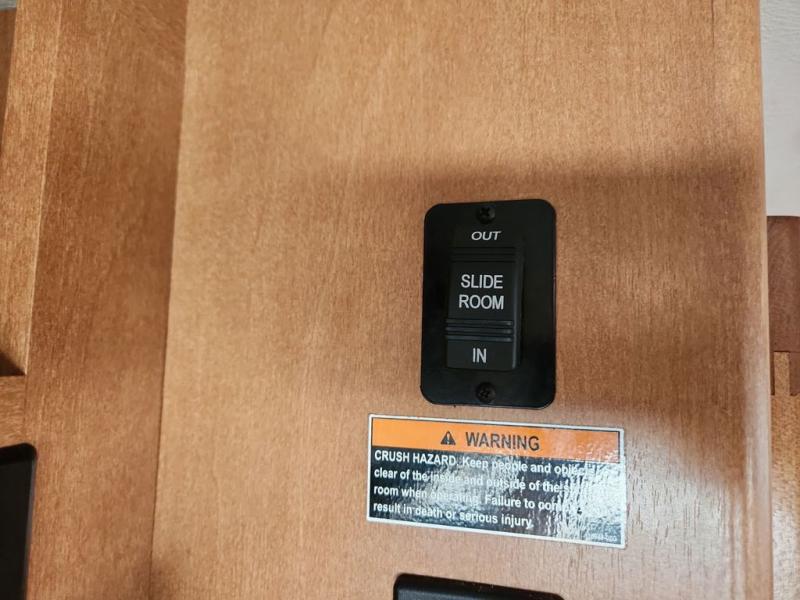 OUT
SLIDE
ROOM
IN
WARNING
CRUSH HAZARD. Keep people and
clear of the inside and outside of the
room when operating. Failure to
result in death or serious injury.